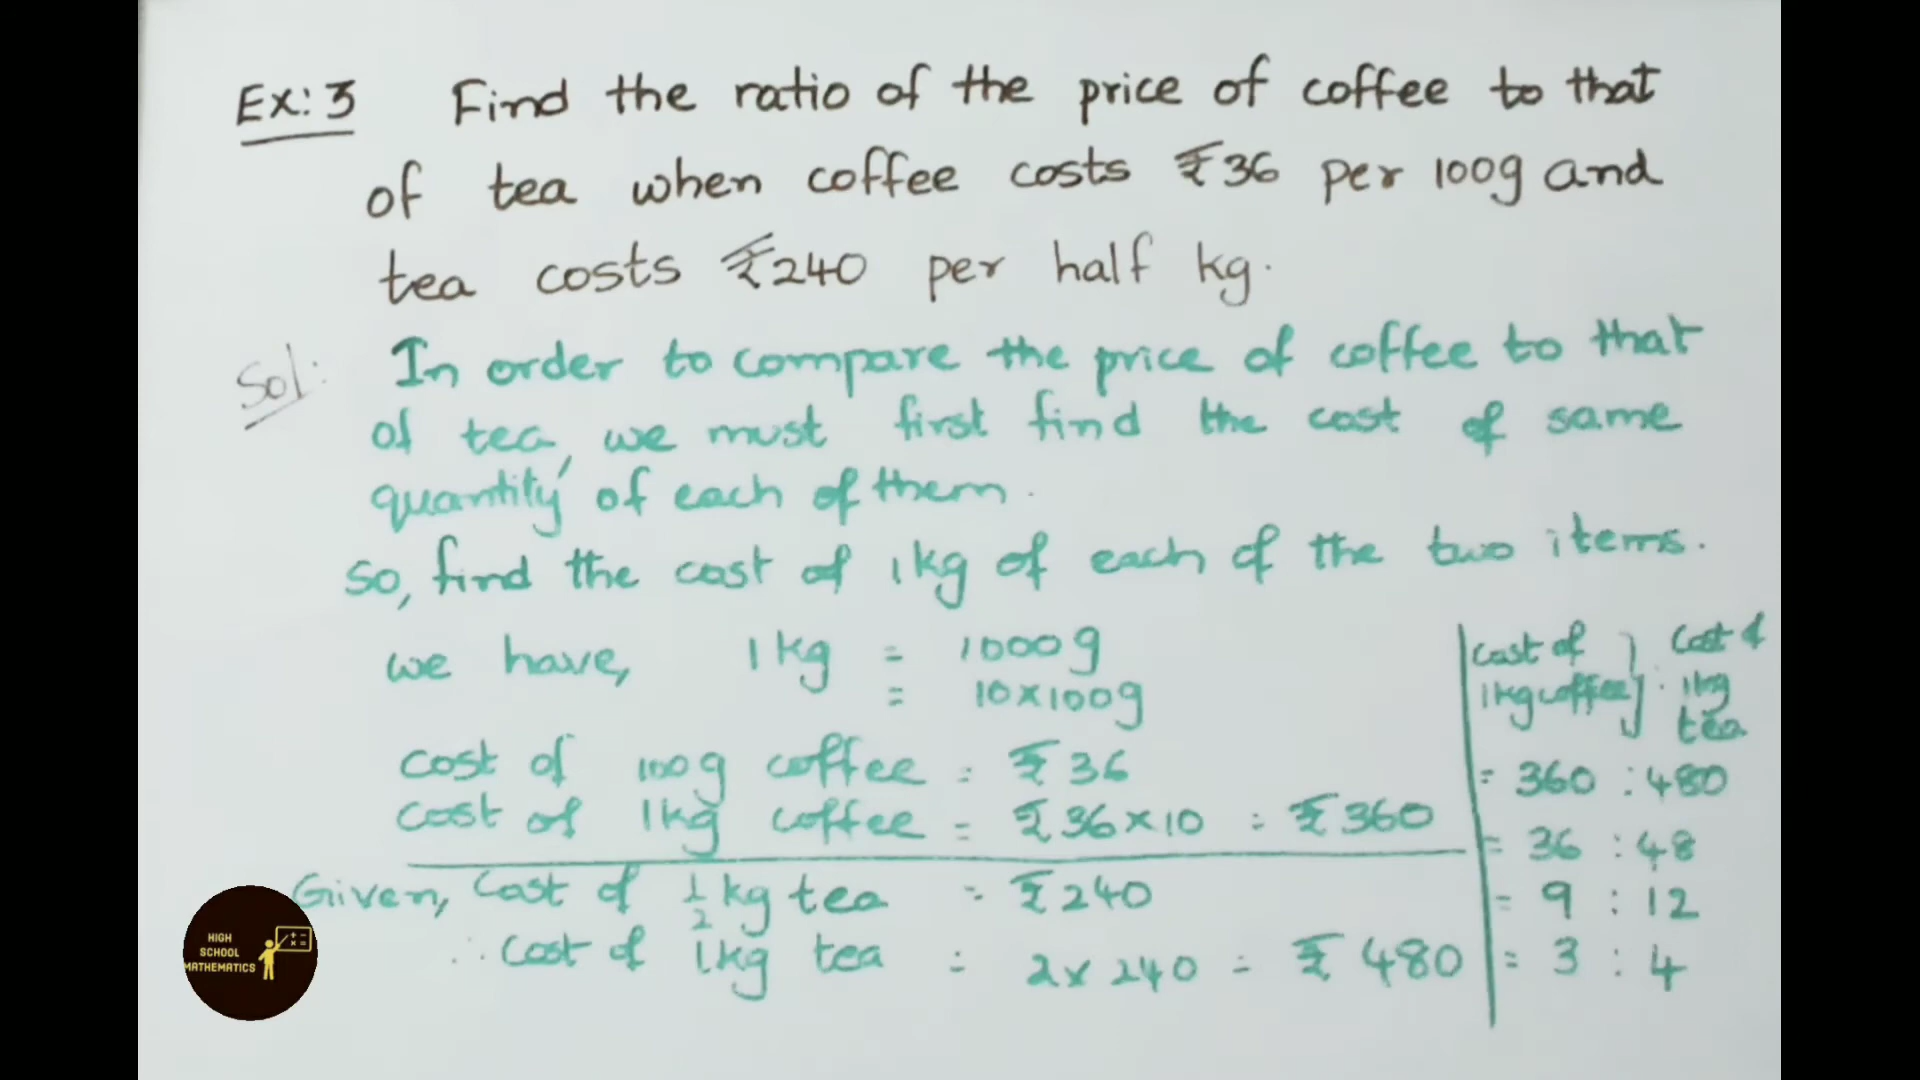 Ex: 3 Find the ratio of the price of coffee to that
of tea when coffee costs ₹36 per 100g and
tea costs ₹240 per half kg.
Sol: In order to compare the price of coffee to that
of tea, we must first find the cost of same
quantity of each of them.
So, find the cost of 1kg of each of the two items.
we have, 1kg = 1000g
= 10×100g
Cost of 100g coffee = ₹36
Cost of 1kg coffee = ₹36×10 = ₹360
Given, Cost of 1/2 kg tea = ₹240
∴ Cost of 1kg tea = 2×240 = ₹480
Cost of 1kg coffee } : Cost of 1kg tea
= 360 : 480
= 36 : 48
= 9 : 12
= 3 : 4
HIGH
SCHOOL
MATHEMATICS